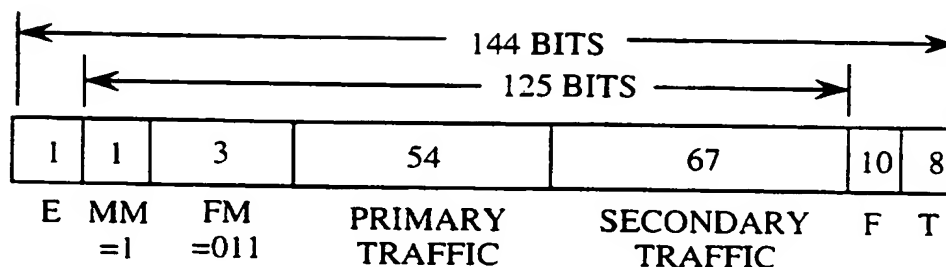 144 BITS
125 BITS
1 1 3 54 67 10 8
E MM FM PRIMARY SECONDARY F T
=1 =011 TRAFFIC TRAFFIC